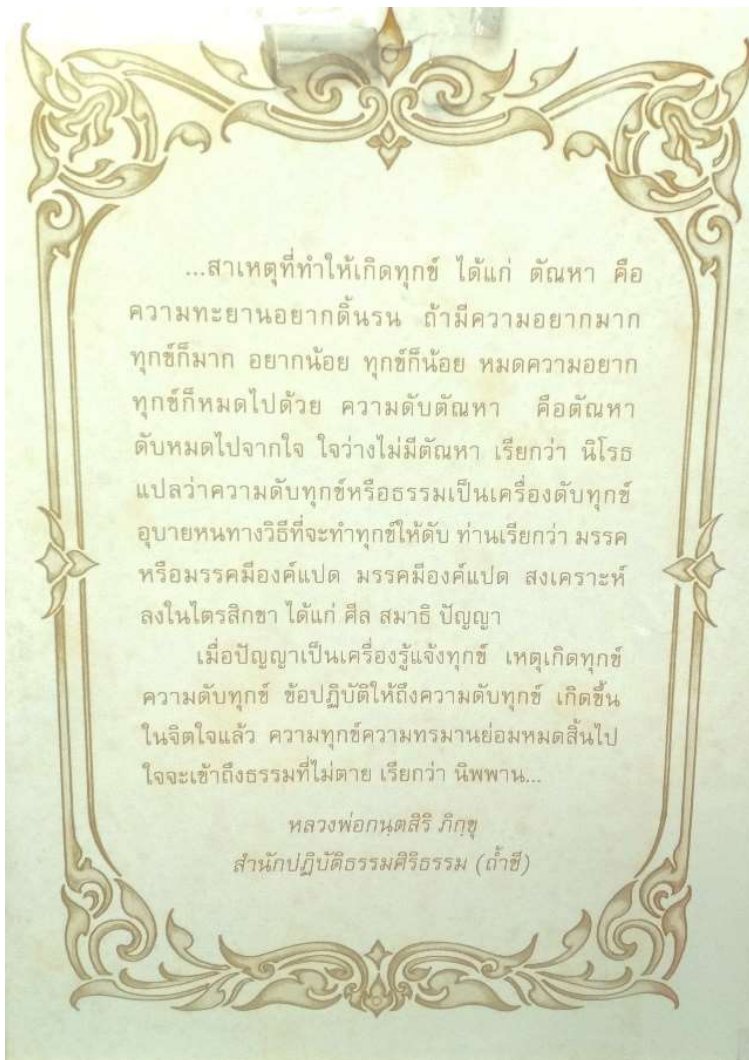 ...สาเหตุที่ทำให้เกิดทุกข์ ได้แก่ ตัณหา คือ
ความทะยานอยากดิ้นรน ถ้ามีความอยากมาก
ทุกข์ก็มาก อยากน้อย ทุกข์ก็น้อย หมดความอยาก
ทุกข์ก็หมดไปด้วย ความดับตัณหา คือตัณหา
ดับหมดไปจากใจ ใจว่างไม่มีตัณหา เรียกว่า นิโรธ
แปลว่าความดับทุกข์หรือธรรมเป็นเครื่องดับทุกข์
อุบายหนทางวิธีที่จะทำทุกข์ให้ดับ ท่านเรียกว่า มรรค
หรือมรรคมีองค์แปด มรรคมีองค์แปด สงเคราะห์
ลงในไตรสิกขา ได้แก่ ศีล สมาธิ ปัญญา
เมื่อปัญญาเป็นเครื่องรู้แจ้งทุกข์ เหตุเกิดทุกข์
ความดับทุกข์ ข้อปฏิบัติให้ถึงความดับทุกข์ เกิดขึ้น
ในจิตใจแล้ว ความทุกข์ความทรมานย่อมหมดสิ้นไป
ใจจะเข้าถึงธรรมที่ไม่ตาย เรียกว่า นิพพาน...
หลวงพ่อกนฺตสิริ ภิกฺขุ
สำนักปฏิบัติธรรมศิริธรรม (ถ้ำชี)